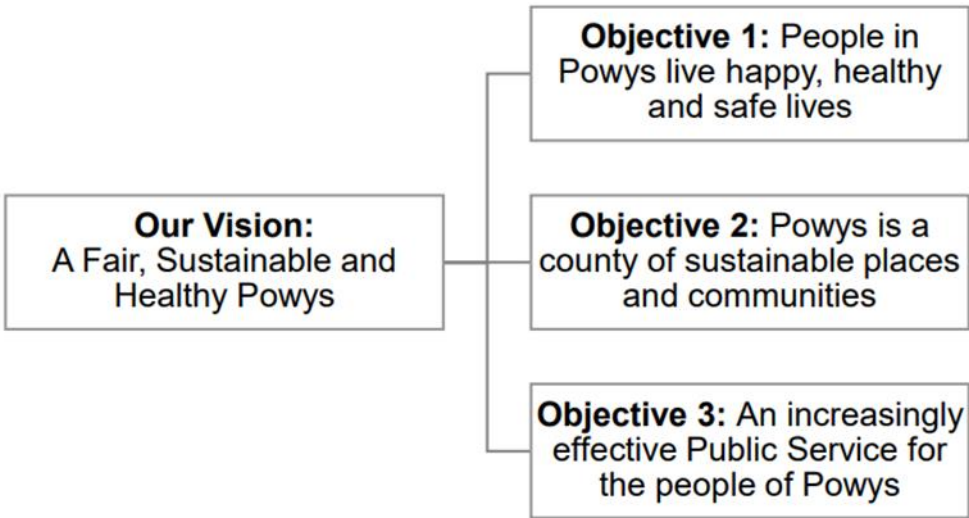 Our Vision:
A Fair, Sustainable and
Healthy Powys
Objective 1: People in
Powys live happy, healthy
and safe lives
Objective 2: Powys is a
county of sustainable places
and communities
Objective 3: An increasingly
effective Public Service for
the people of Powys